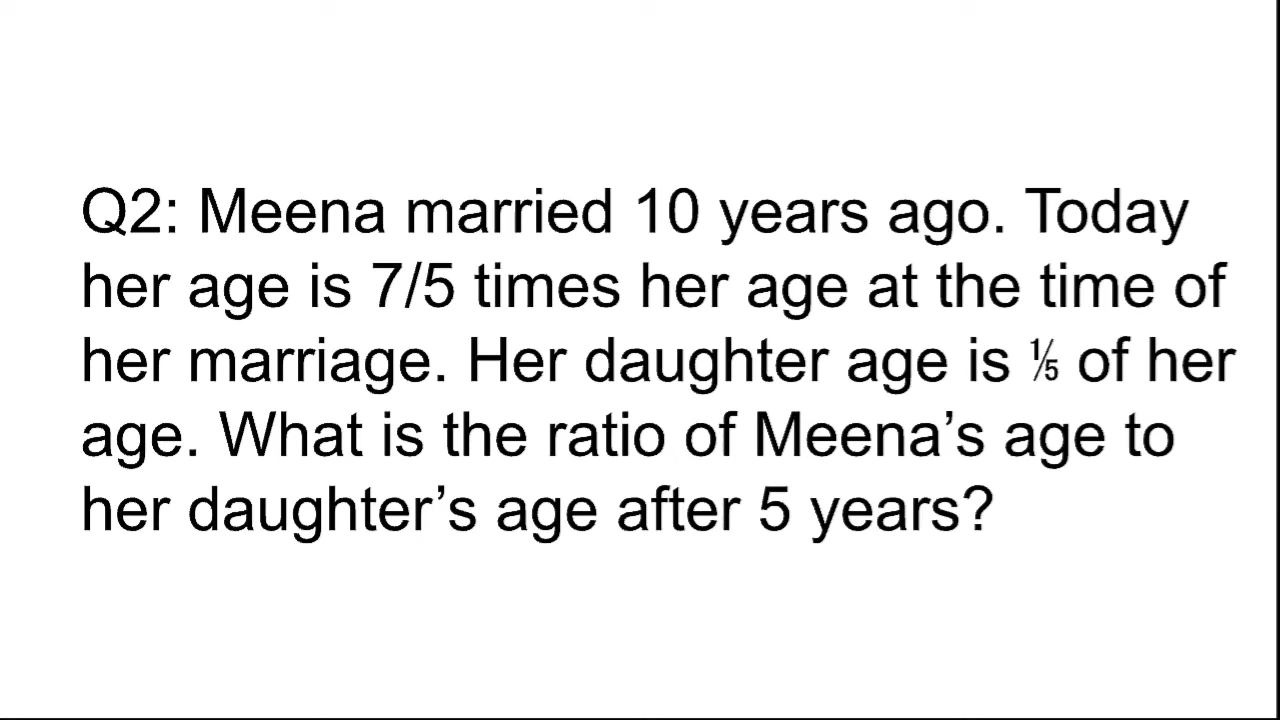 Q2: Meena married 10 years ago. Today
her age is 7/5 times her age at the time of
her marriage. Her daughter age is ⅕ of her
age. What is the ratio of Meena’s age to
her daughter’s age after 5 years?